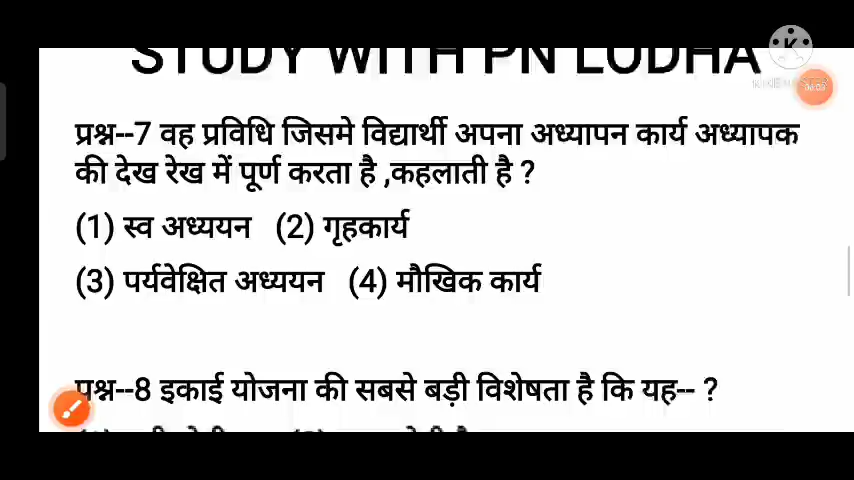 STUDY WITH PN LODHA
प्रश्न--7 वह प्रविधि जिसमे विद्यार्थी अपना अध्यापन कार्य अध्यापक
की देख रेख में पूर्ण करता है ,कहलाती है ?
(1) स्व अध्ययन (2) गृहकार्य
(3) पर्यवेक्षित अध्ययन (4) मौखिक कार्य
प्रश्न--8 इकाई योजना की सबसे बड़ी विशेषता है कि यह-- ?